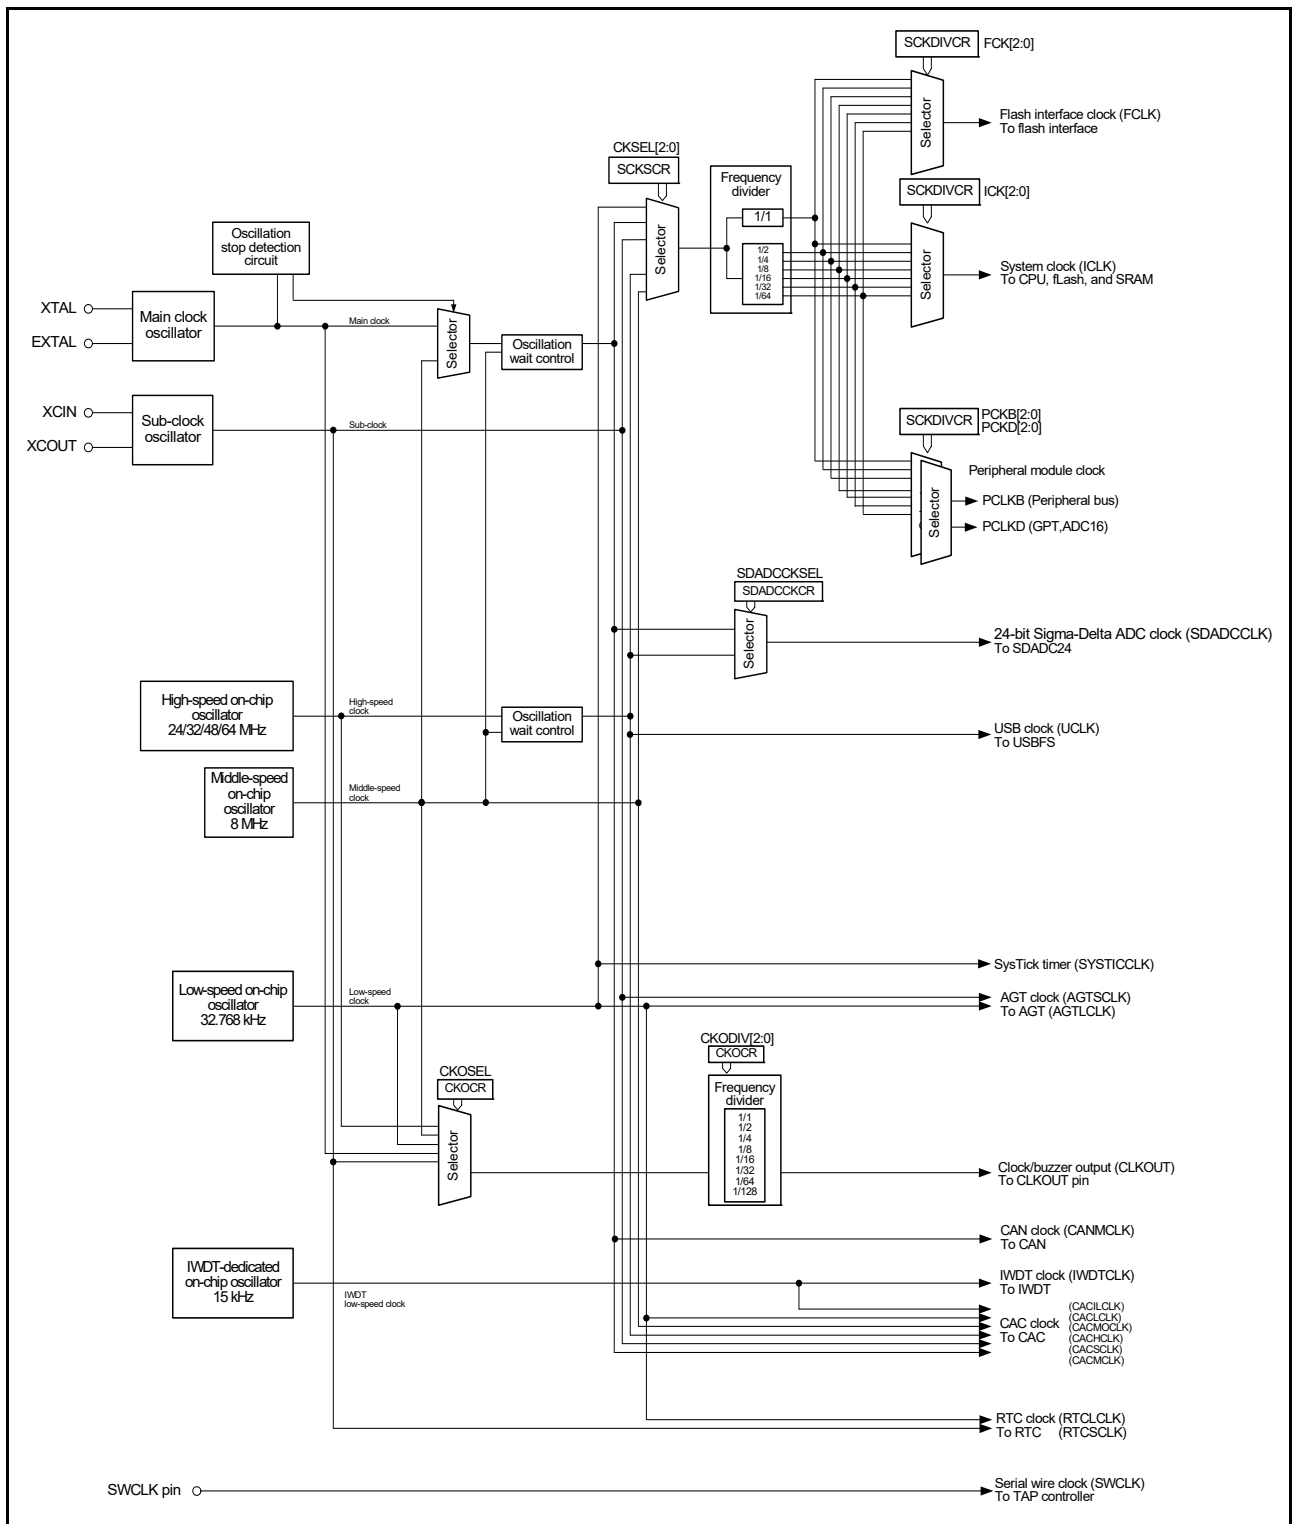 SCKDIVCR FCK[2:0]
Selector
Flash interface clock (FCLK)
To flash interface
CKSEL[2:0]
SCKSCR
Selector
Frequency
divider
1/1
1/2
1/4
1/8
1/16
1/32
1/64
SCKDIVCR ICK[2:0]
Selector
System clock (ICLK)
To CPU, fLash, and SRAM
Oscillation
stop detection
circuit
XTAL
EXTAL
Main clock
oscillator
Main clock
Selector
Oscillation
wait control
XCIN
XCOUT
Sub-clock
oscillator
Sub-clock
SCKDIVCR
PCKB[2:0]
PCKD[2:0]
Selector
Peripheral module clock
PCLKB (Peripheral bus)
PCLKD (GPT,ADC16)
SDADCCKSEL
SDADCCKCR
Selector
24-bit Sigma-Delta ADC clock (SDADCCLK)
To SDADC24
High-speed on-chip
oscillator
24/32/48/64 MHz
High-speed
clock
Oscillation
wait control
USB clock (UCLK)
To USBFS
Middle-speed
on-chip
oscillator
8 MHz
Middle-speed
clock
SysTick timer (SYSTICCLK)
Low-speed on-chip
oscillator
32.768 kHz
Low-speed
clock
AGT clock (AGTSCLK)
To AGT (AGTLCLK)
CKOSEL
CKOCR
Selector
CKODIV[2:0]
CKOCR
Frequency
divider
1/1
1/2
1/4
1/8
1/16
1/32
1/64
1/128
Clock/buzzer output (CLKOUT)
To CLKOUT pin
CAN clock (CANMCLK)
To CAN
IWDT-dedicated
on-chip oscillator
15 kHz
IWDT
low-speed clock
IWDT clock (IWDTCLK)
To IWDT
CAC clock
To CAC
(CACILCLK)
(CACLCLK)
(CACMOCLK)
(CACHCLK)
(CACSCLK)
(CACMCLK)
RTC clock (RTCLCLK)
To RTC (RTCSCLK)
SWCLK pin
Serial wire clock (SWCLK)
To TAP controller